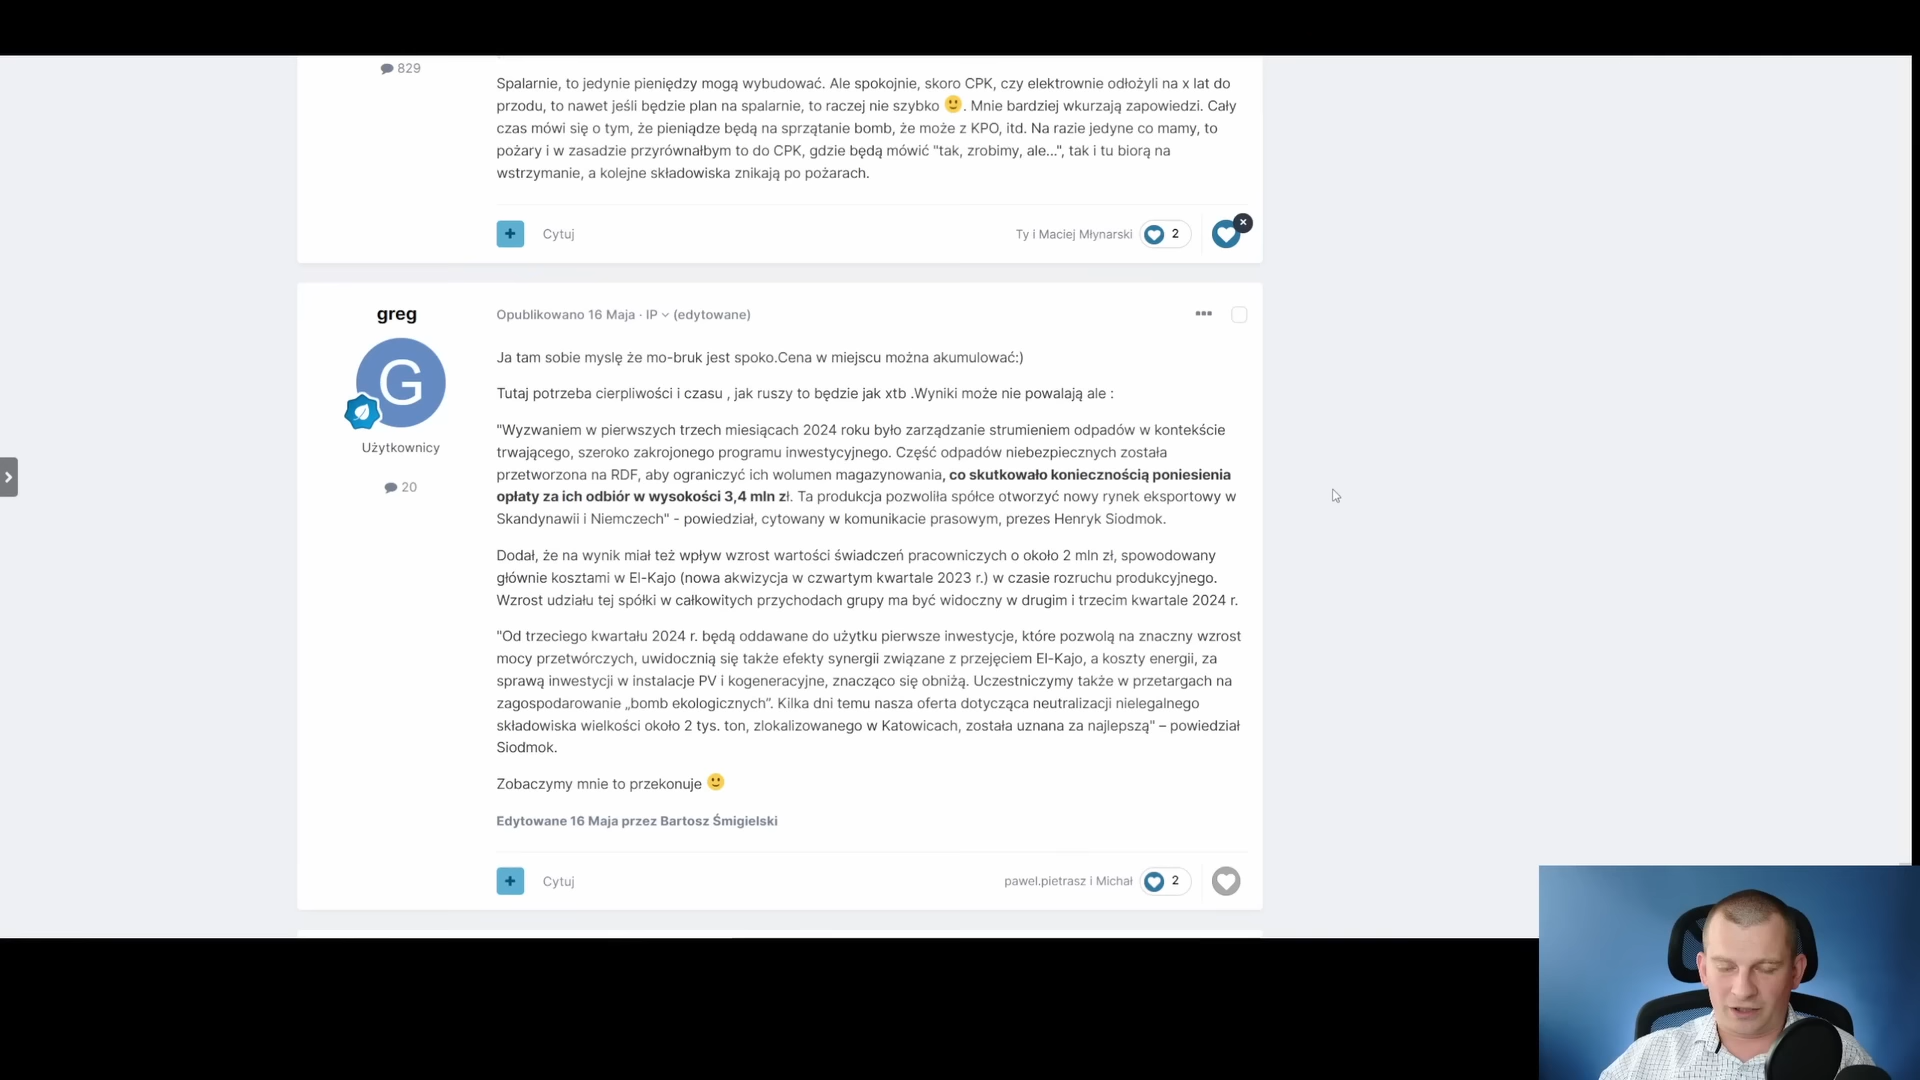 829
Spalarnie, to jedynie pieniędzy mogą wybudować. Ale spokojnie, skoro CPK, czy elektrownie odłożyli na x lat do
przodu, to nawet jeśli będzie plan na spalarnie, to raczej nie szybko 🙂. Mnie bardziej wkurzają zapowiedzi. Cały
czas mówi się o tym, że pieniądze będą na sprzątanie bomb, że może z KPO, itd. Na razie jedyne co mamy, to
pożary i w zasadzie przyrównałbym to do CPK, gdzie będą mówić "tak, zrobimy, ale...", tak i tu biorą na
wstrzymanie, a kolejne składowiska znikają po pożarach.
+ Cytuj
Ty i Maciej Młynarski 2
greg
G
Użytkownicy
20
Opublikowano 16 Maja · IP (edytowane)
Ja tam sobie myslę że mo-bruk jest spoko.Cena w miejscu można akumulować:)
Tutaj potrzeba cierpliwości i czasu , jak ruszy to będzie jak xtb .Wyniki może nie powalają ale :
"Wyzwaniem w pierwszych trzech miesiącach 2024 roku było zarządzanie strumieniem odpadów w kontekście
trwającego, szeroko zakrojonego programu inwestycyjnego. Część odpadów niebezpiecznych została
przetworzona na RDF, aby ograniczyć ich wolumen magazynowania, co skutkowało koniecznością poniesienia
opłaty za ich odbiór w wysokości 3,4 mln zł. Ta produkcja pozwoliła spółce otworzyć nowy rynek eksportowy w
Skandynawii i Niemczech" - powiedział, cytowany w komunikacie prasowym, prezes Henryk Siodmok.
Dodał, że na wynik miał też wpływ wzrost wartości świadczeń pracowniczych o około 2 mln zł, spowodowany
głównie kosztami w El-Kajo (nowa akwizycja w czwartym kwartale 2023 r.) w czasie rozruchu produkcyjnego.
Wzrost udziału tej spółki w całkowitych przychodach grupy ma być widoczny w drugim i trzecim kwartale 2024 r.
"Od trzeciego kwartału 2024 r. będą oddawane do użytku pierwsze inwestycje, które pozwolą na znaczny wzrost
mocy przetwórczych, uwidocznią się także efekty synergii związane z przejęciem El-Kajo, a koszty energii, za
sprawą inwestycji w instalacje PV i kogeneracyjne, znacząco się obniżą. Uczestniczymy także w przetargach na
zagospodarowanie „bomb ekologicznych”. Kilka dni temu nasza oferta dotycząca neutralizacji nielegalnego
składowiska wielkości około 2 tys. ton, zlokalizowanego w Katowicach, została uznana za najlepszą" – powiedział
Siodmok.
Zobaczymy mnie to przekonuje 🙂
Edytowane 16 Maja przez Bartosz Śmigielski
+ Cytuj
pawel.pietrasz i Michał 2